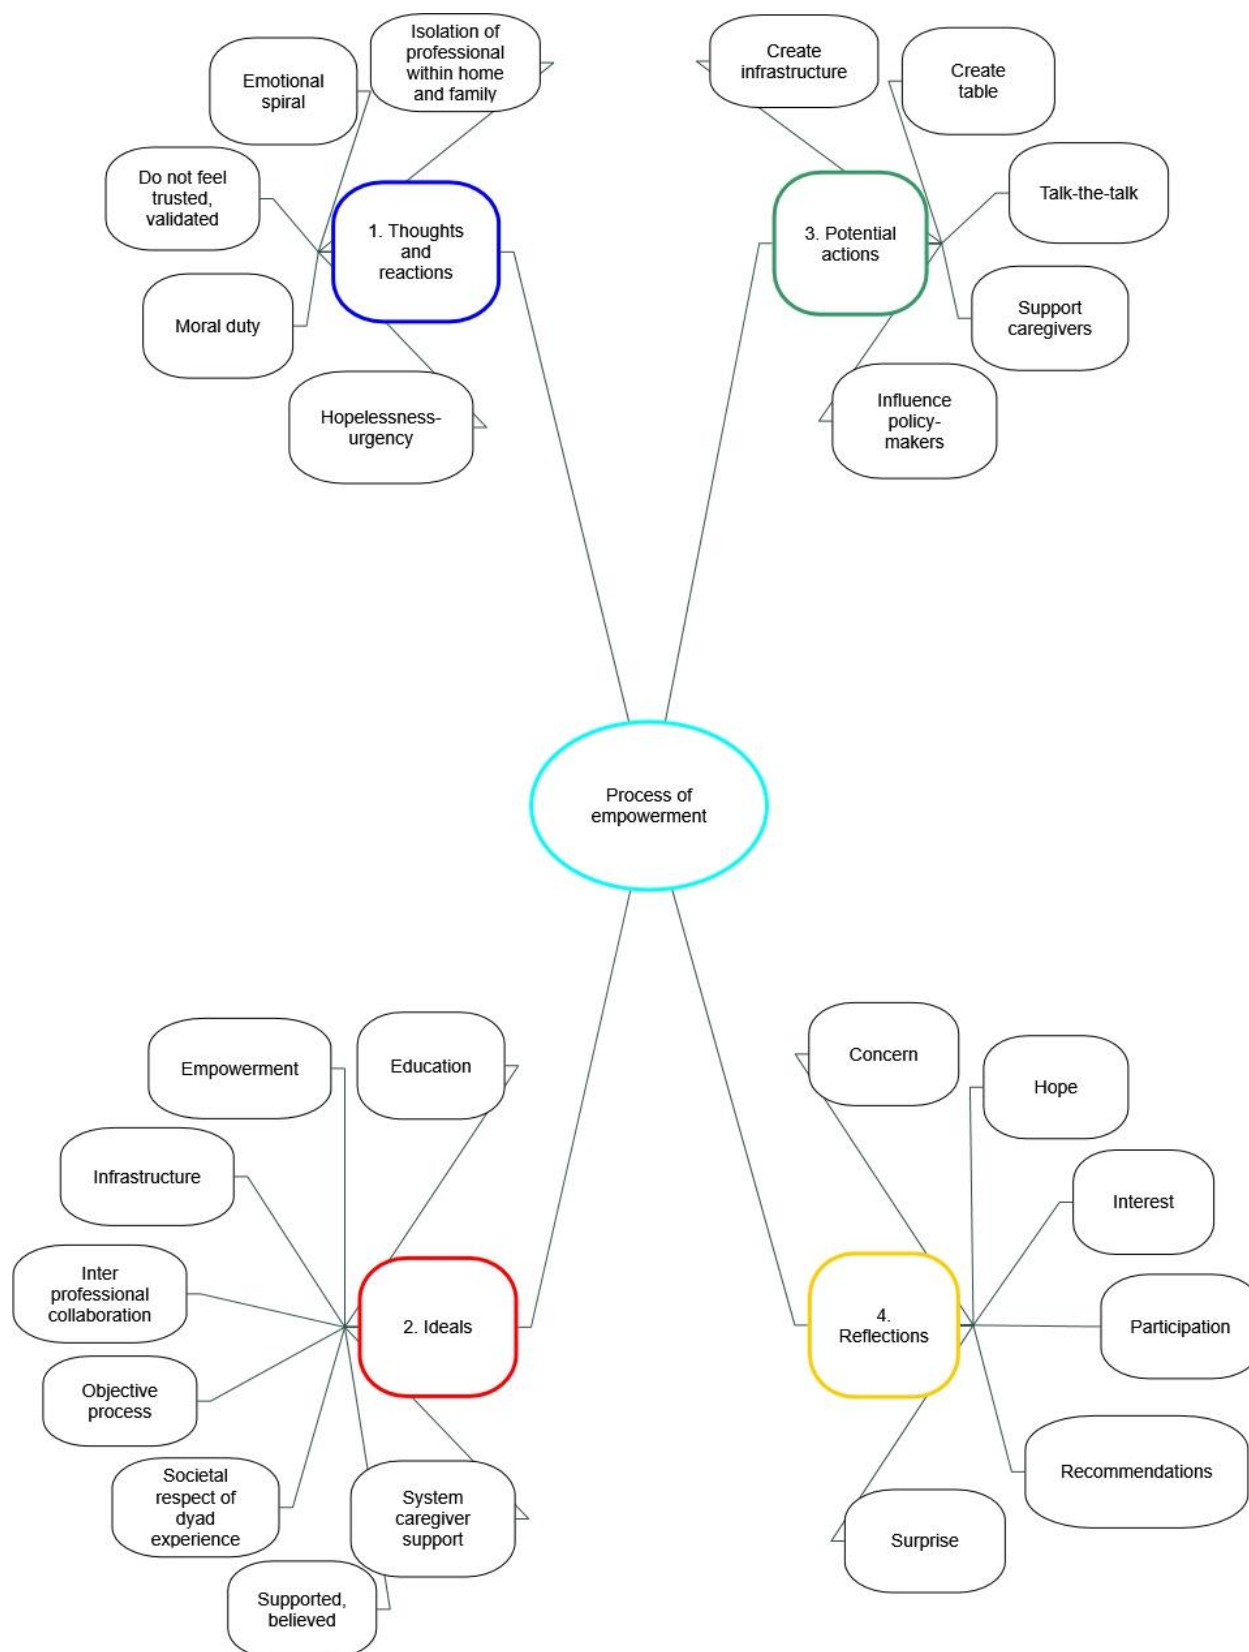 Isolation of
professional
within home
and family
Emotional
spiral
Do not feel
trusted,
validated
Moral duty
Hopelessness-
urgency
1. Thoughts
and
reactions
Create
infrastructure
Create
table
Talk-the-talk
Support
caregivers
Influence
policy-
makers
3. Potential
actions
Process of
empowerment
Education
Empowerment
Infrastructure
Inter
professional
collaboration
Objective
process
Societal
respect of
dyad
experience
Supported,
believed
System
caregiver
support
2. Ideals
Concern
Hope
Interest
Participation
Recommendations
Surprise
4.
Reflections